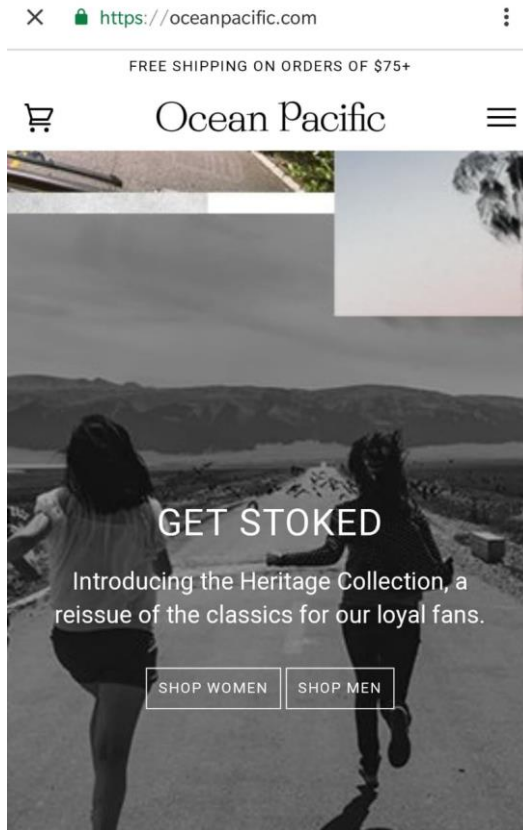 https://oceanpacific.com
FREE SHIPPING ON ORDERS OF $75+
Ocean Pacific
GET STOKED
Introducing the Heritage Collection, a
reissue of the classics for our loyal fans.
SHOP WOMEN SHOP MEN